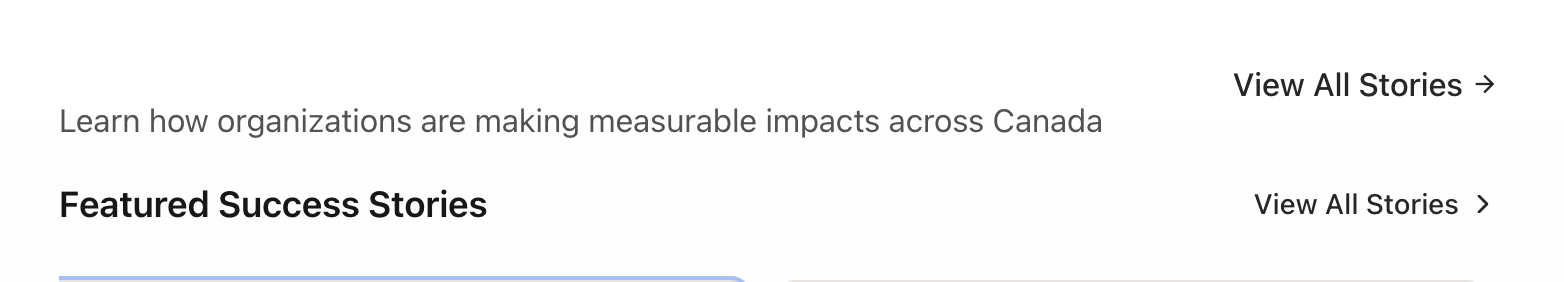 View All Stories →
Learn how organizations are making measurable impacts across Canada
Featured Success Stories
View All Stories >